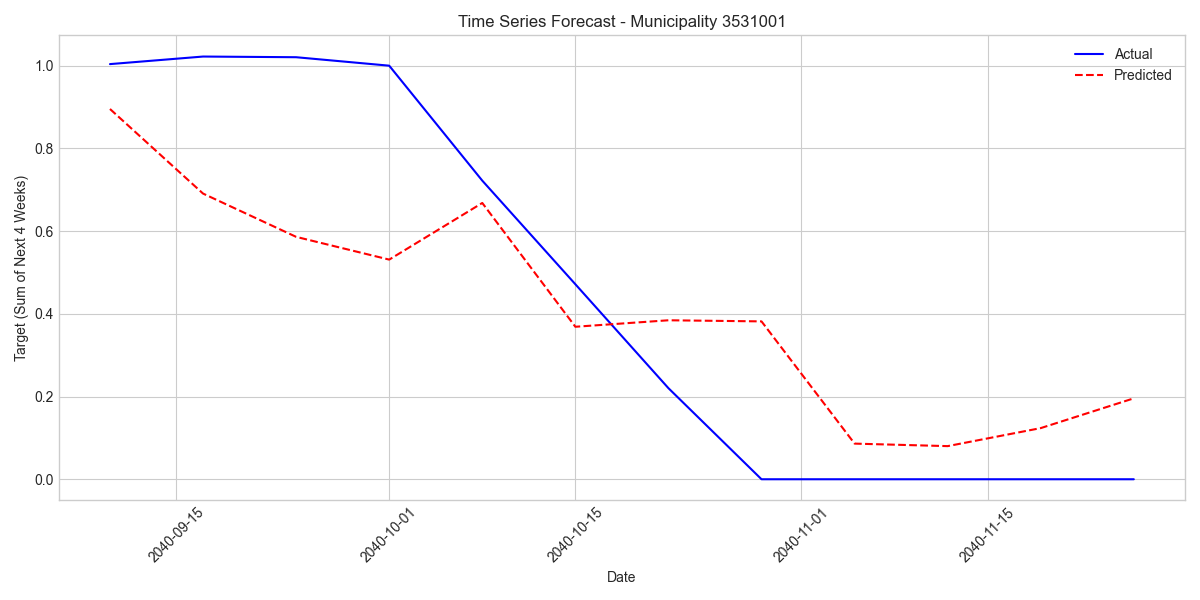 Time Series Forecast - Municipality 3531001
Actual
Predicted
Target (Sum of Next 4 Weeks)
1.0
0.8
0.6
0.4
0.2
0.0
2040-09-15
2040-10-01
2040-10-15
2040-11-01
2040-11-15
Date